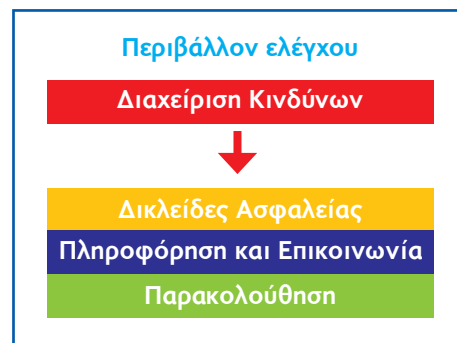 Περιβάλλον ελέγχου
Διαχείριση Κινδύνων
Δικλείδες Ασφαλείας
Πληροφόρηση και Επικοινωνία
Παρακολούθηση